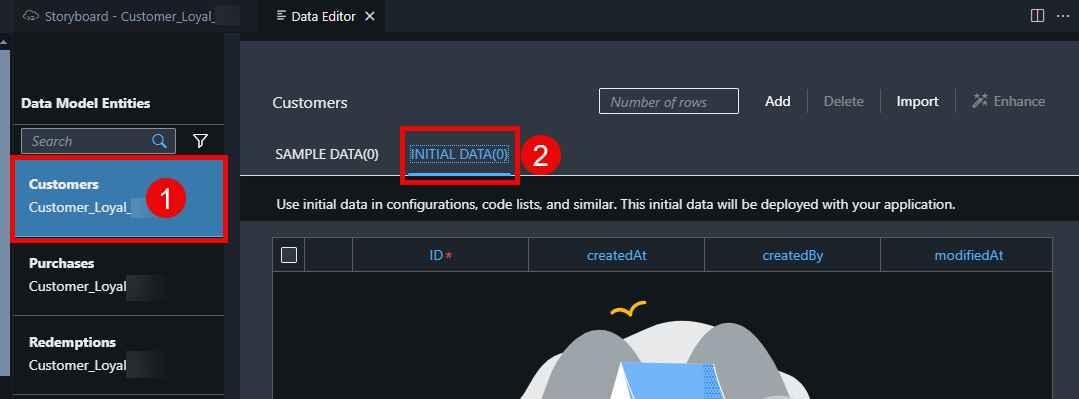 Storyboard - Customer_Loyal_
Data Editor
Data Model Entities
Search
Customers
Customer_Loyal_
1
Purchases
Customer_Loyal
Redemptions
Customer_Loyal
Customers
Number of rows
Add
Delete
Import
Enhance
SAMPLE DATA(0)
INITIAL DATA(0)
2
Use initial data in configurations, code lists, and similar. This initial data will be deployed with your application.
ID* createdAt createdBy modifiedAt